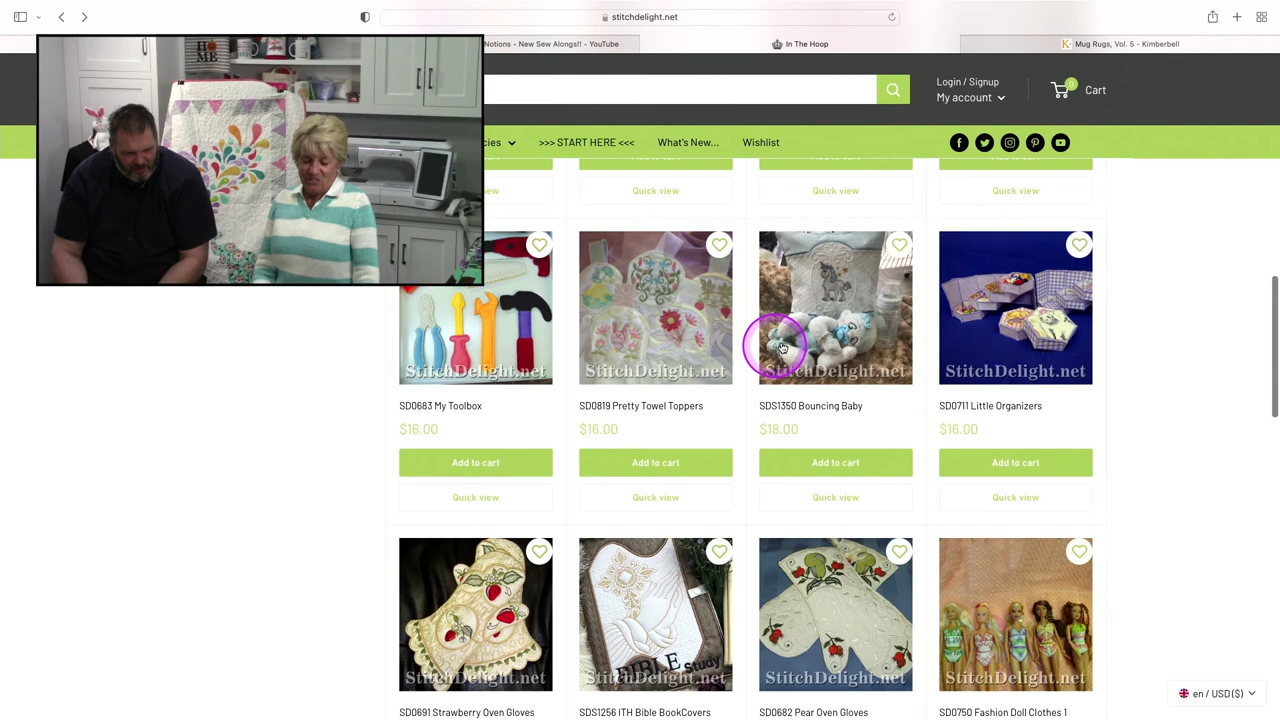 stitchdelight.net
Notions - New Sew Alongs!! - YouTube
In The Hoop
Mug Rugs, Vol. 5 - Kimberbell
Login / Signup
My account
0
Cart
cies
>>> START HERE <<<
What's New...
Wishlist
Quick view
Quick view
Quick view
StitchDelight.net
StitchDelight.net
StitchDelight.net
StitchDelight.net
SD0683 My Toolbox
SD0819 Pretty Towel Toppers
SDS1350 Bouncing Baby
SD0711 Little Organizers
$16.00
$16.00
$18.00
$16.00
Add to cart
Add to cart
Add to cart
Add to cart
Quick view
Quick view
Quick view
Quick view
BIBLE Study
StitchDelight.net
StitchDelight.net
StitchDelight.net
StitchDelight.net
SD0691 Strawberry Oven Gloves
SDS1256 ITH Bible BookCovers
SD0682 Pear Oven Gloves
SD0750 Fashion Doll Clothes 1
en / USD ($)